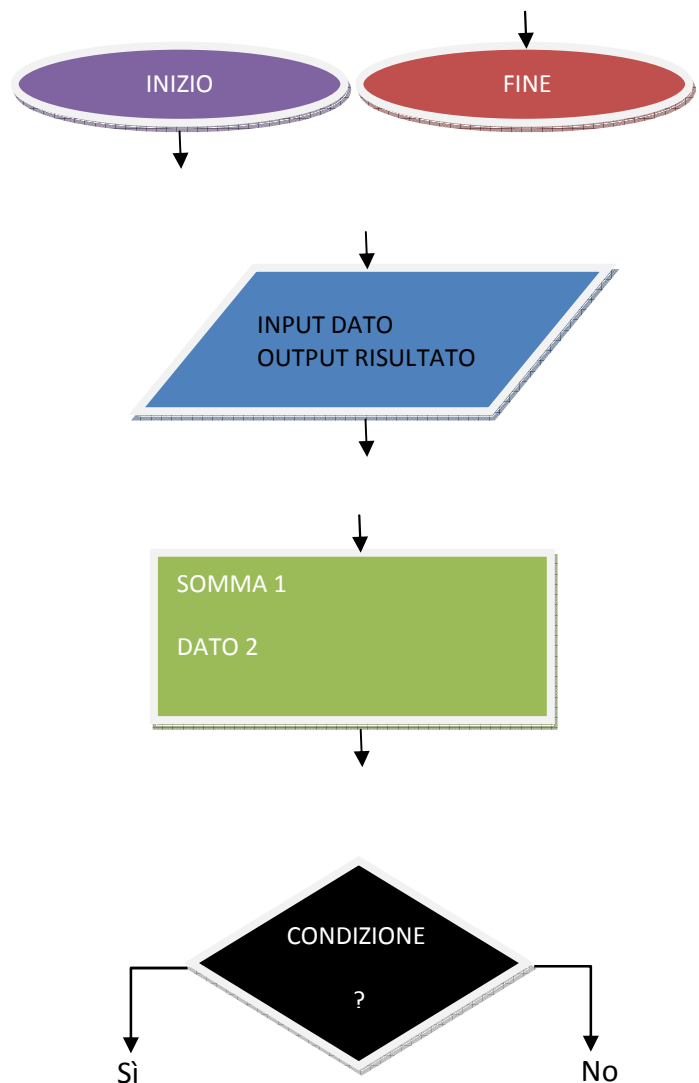 INIZIO
FINE
INPUT DATO
OUTPUT RISULTATO
SOMMA 1
DATO 2
CONDIZIONE
?
Sì
No